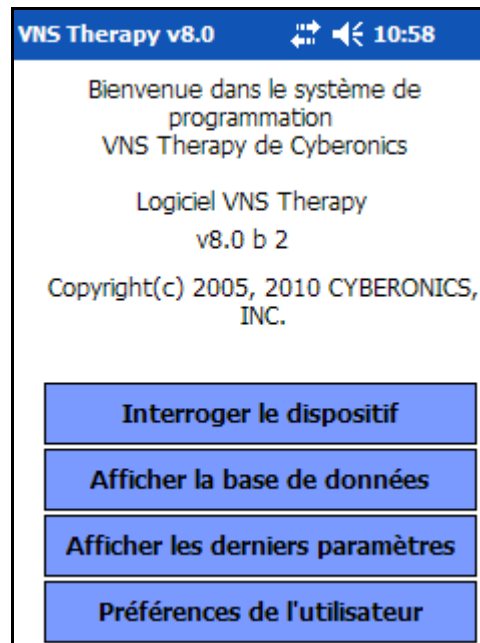 VNS Therapy v8.0 10:58
Bienvenue dans le système de
programmation
VNS Therapy de Cyberonics
Logiciel VNS Therapy
v8.0 b 2
Copyright(c) 2005, 2010 CYBERONICS,
INC.
Interroger le dispositif
Afficher la base de données
Afficher les derniers paramètres
Préférences de l'utilisateur